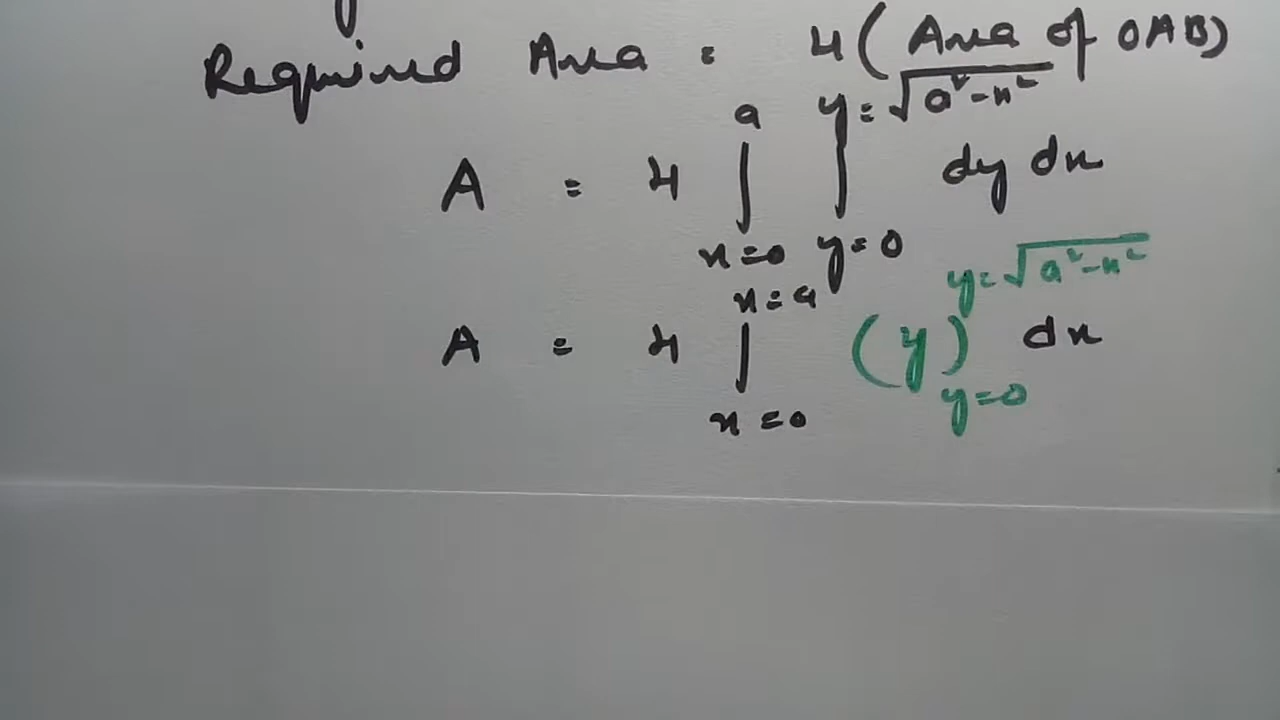 Required Area = 4 ( Area of OAB)
A = 4 ∫_{x=0}^{a} ∫_{y=0}^{y=√(a²-x²)} dy dx
A = 4 ∫_{x=0}^{x=a} (y)_{y=0}^{y=√(a²-x²)} dx